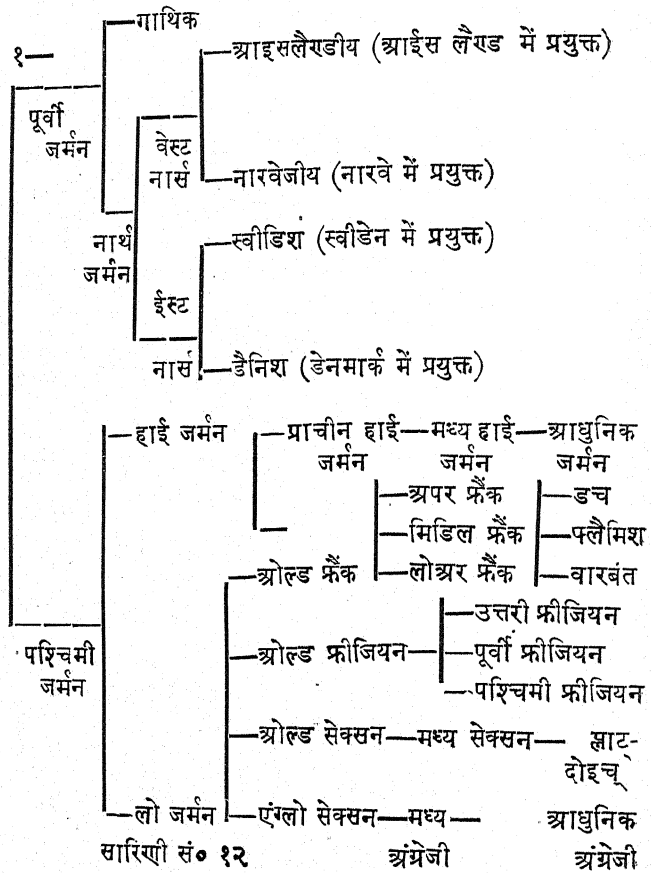 गाथिक
१—
आइसलैण्डीय (आईस लैण्ड में प्रयुक्त)
पूर्वी
जर्मन
वेस्ट
नार्स
नारवेजीय (नारवे में प्रयुक्त)
नार्थ
जर्मन
स्वीडिश (स्वीडेन में प्रयुक्त)
ईस्ट
नार्स
डैनिश (डेनमार्क में प्रयुक्त)
हाई जर्मन
प्राचीन हाई—मध्य हाई—आधुनिक
जर्मन जर्मन जर्मन
अपर फ्रैंक डच
मिडिल फ्रैंक फ्लैमिश
ओल्ड फ्रैंक लोअर फ्रैंक वारबंत
उत्तरी फ्रीजियन
पश्चिमी
जर्मन
ओल्ड फ्रीजियन पूर्वी फ्रीजियन
पश्चिमी फ्रीजियन
ओल्ड सेक्सन—मध्य सेक्सन— प्लाट्-
दोइच्
लो जर्मन एंग्लो सेक्सन—मध्य— आधुनिक
सारिणी सं० १२ अंग्रेजी अंग्रेजी